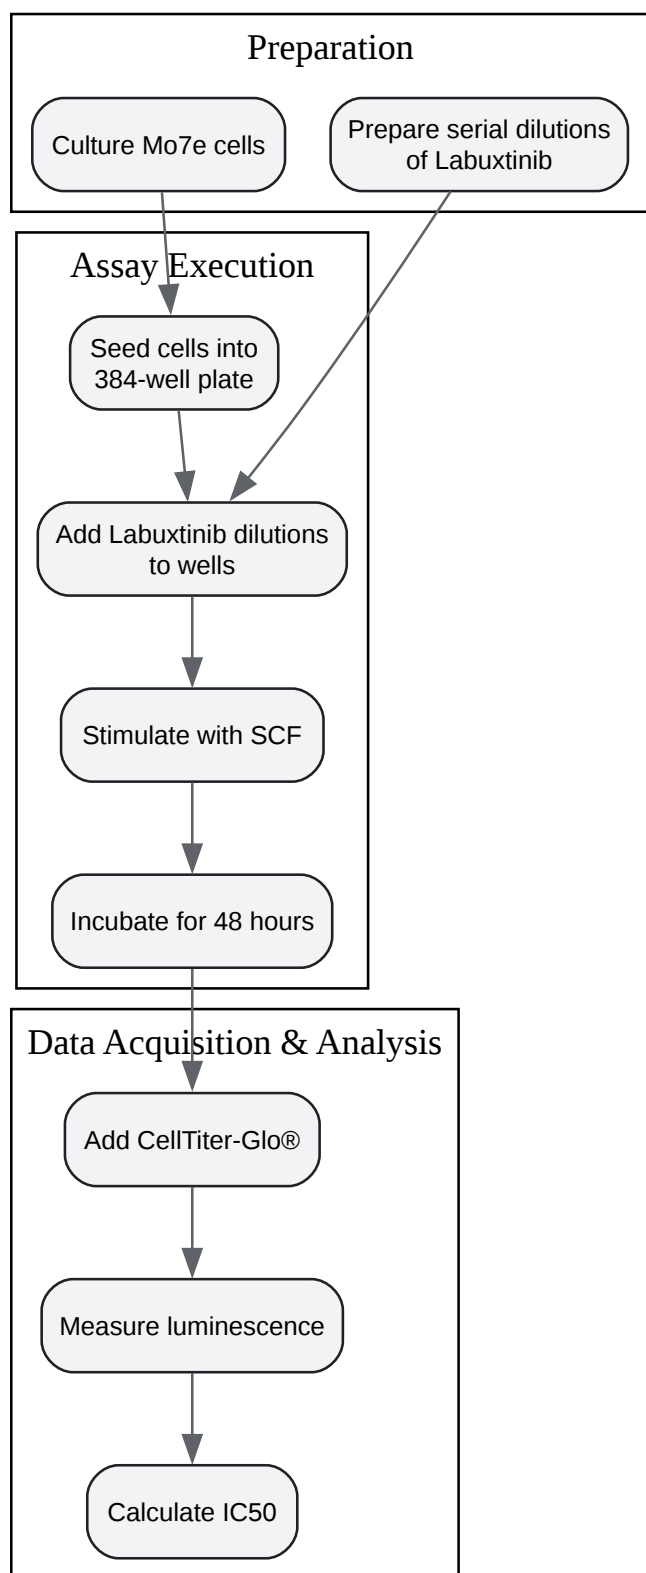 Preparation
Culture Mo7e cells
Prepare serial dilutions
of Labuxtinib
Assay Execution
Seed cells into
384-well plate
Add Labuxtinib dilutions
to wells
Stimulate with SCF
Incubate for 48 hours
Data Acquisition & Analysis
Add CellTiter-Glo®
Measure luminescence
Calculate IC50